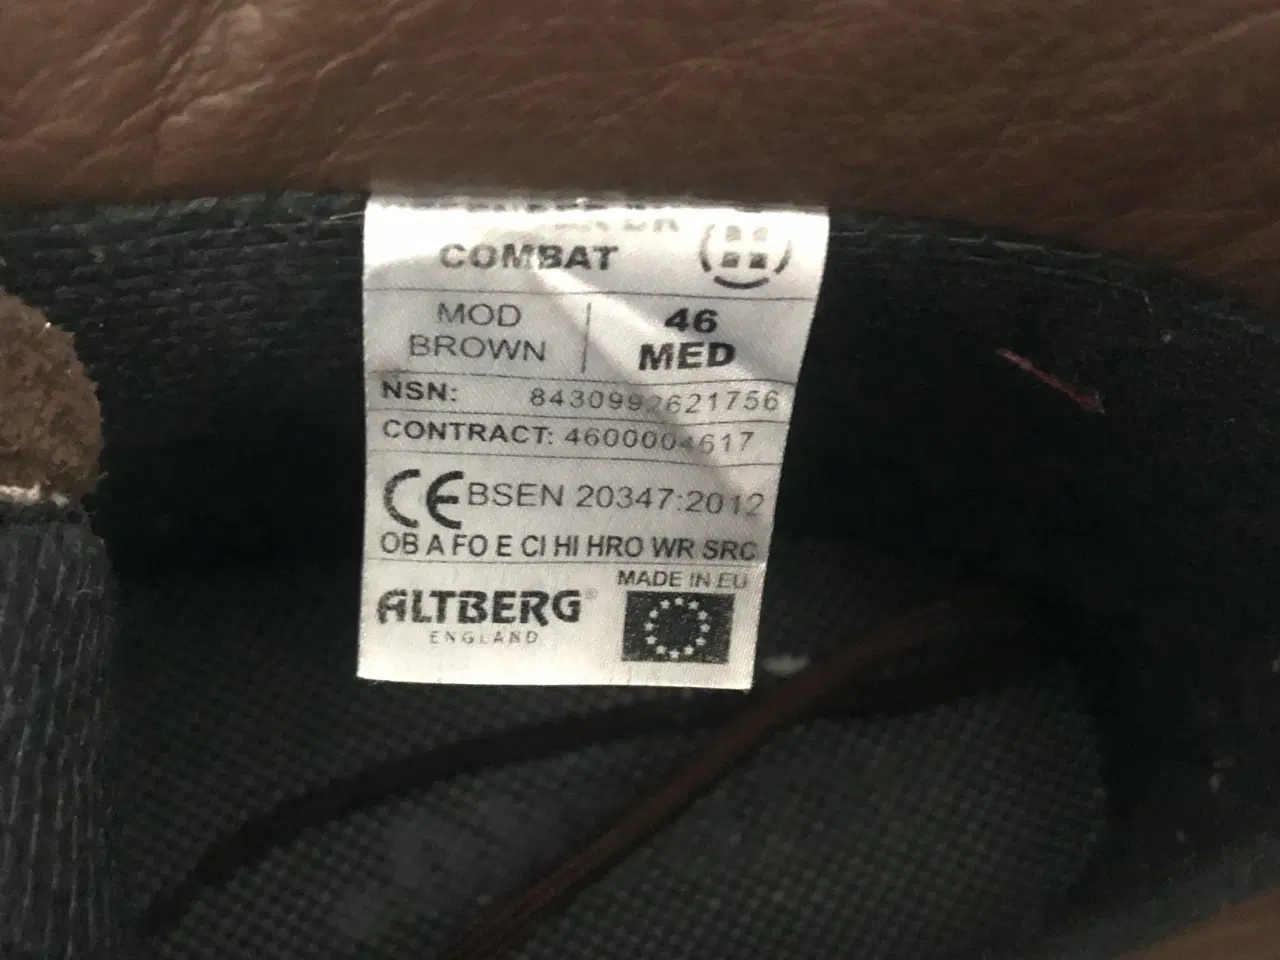 COMBAT
MOD
BROWN
46
MED
NSN: 8430992621756
CONTRACT: 4600004617
CE BSEN 20347:2012
OB A FO E CI HI HRO WR SRC
MADE IN EU
ALTBERG®
ENGLAND